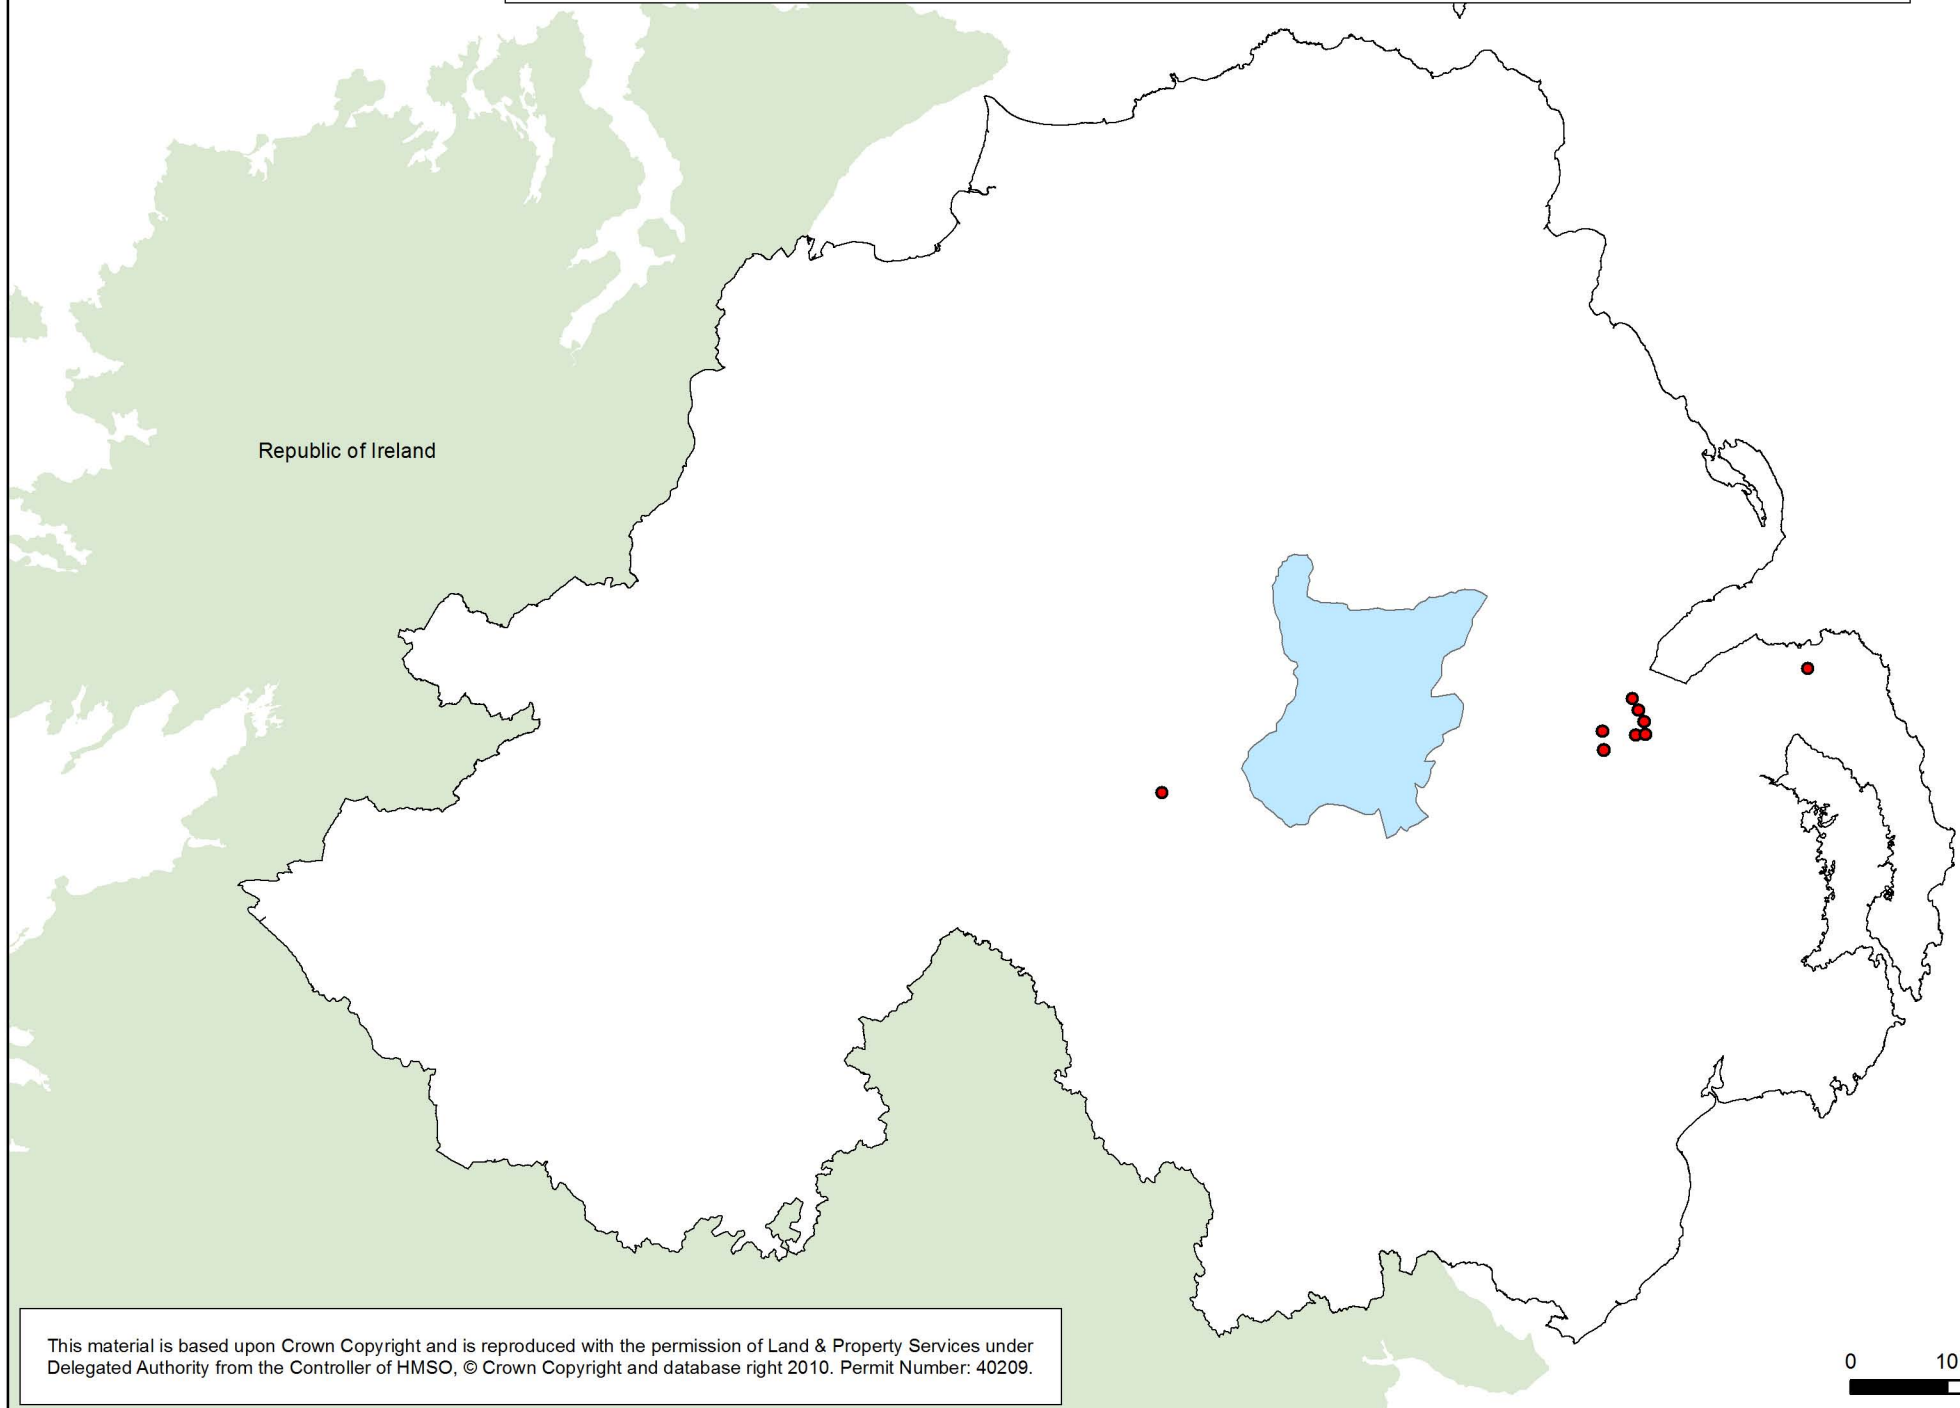 Republic of Ireland
This material is based upon Crown Copyright and is reproduced with the permission of Land & Property Services under
Delegated Authority from the Controller of HMSO, © Crown Copyright and database right 2010. Permit Number: 40209.
0 10